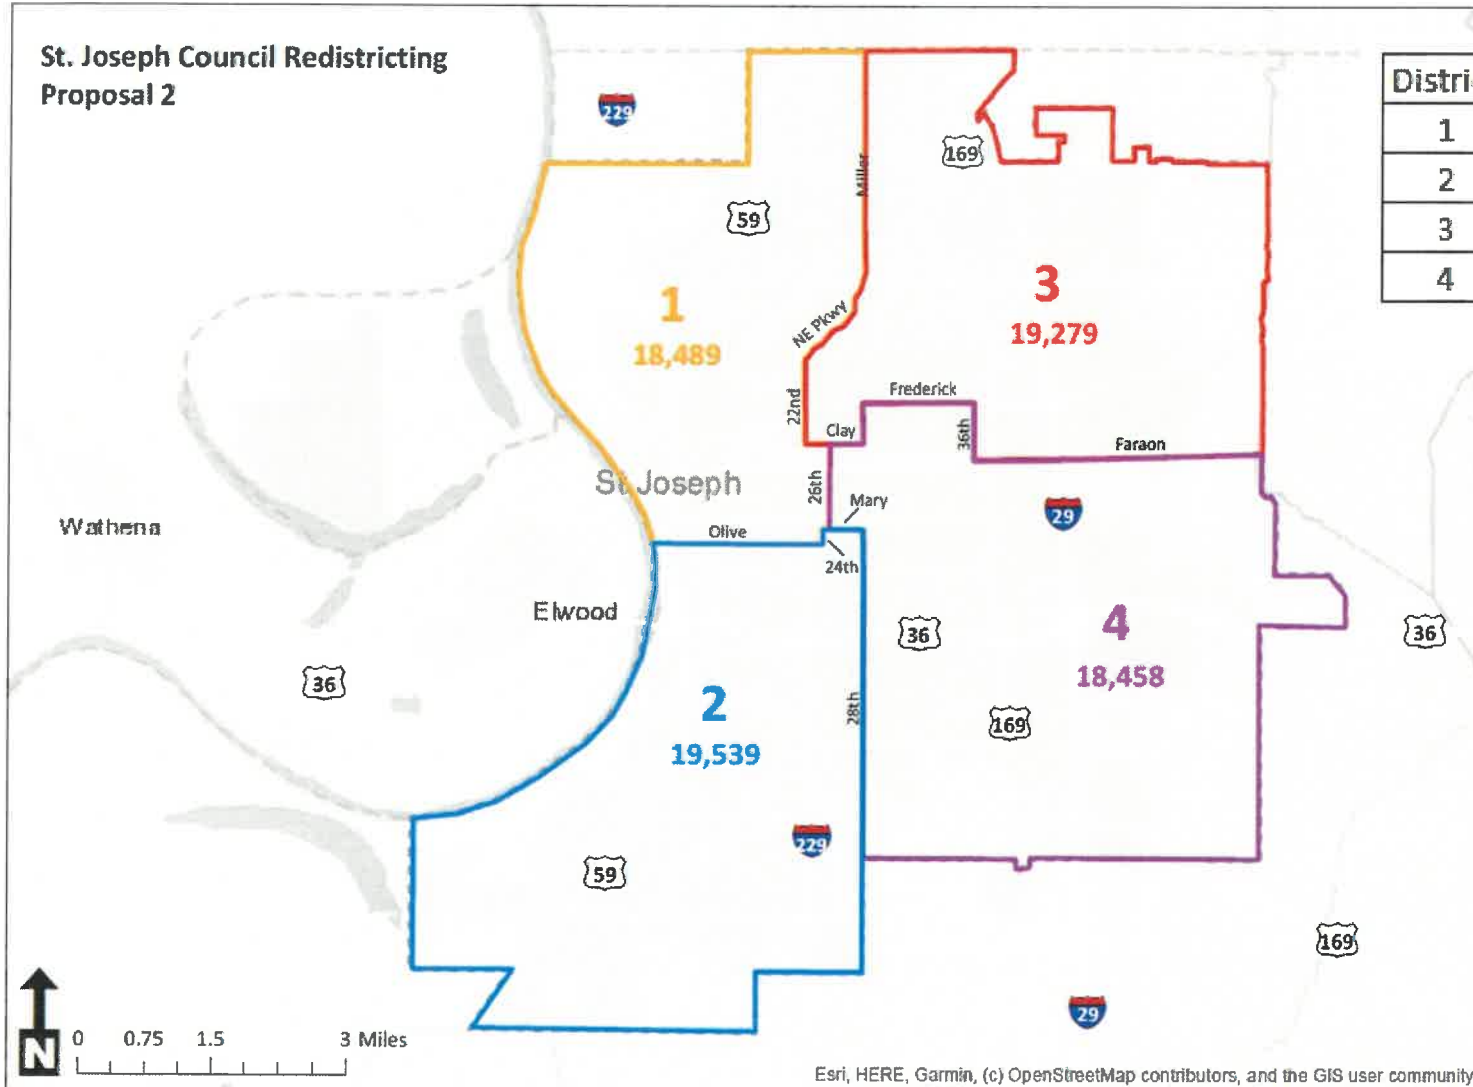 St. Joseph Council Redistricting
Proposal 2
229
169
59
Miller
Distri
1
2
3
4
1
18,489
3
19,279
NE Pkwy
22nd
Frederick
Clay
36th
Faraon
St Joseph
26th
Mary
29
Wathena
Olive
24th
Elwood
36
4
18,458
36
36
2
19,539
28th
169
229
59
169
29
N
0 0.75 1.5 3 Miles
Esri, HERE, Garmin, (c) OpenStreetMap contributors, and the GIS user community